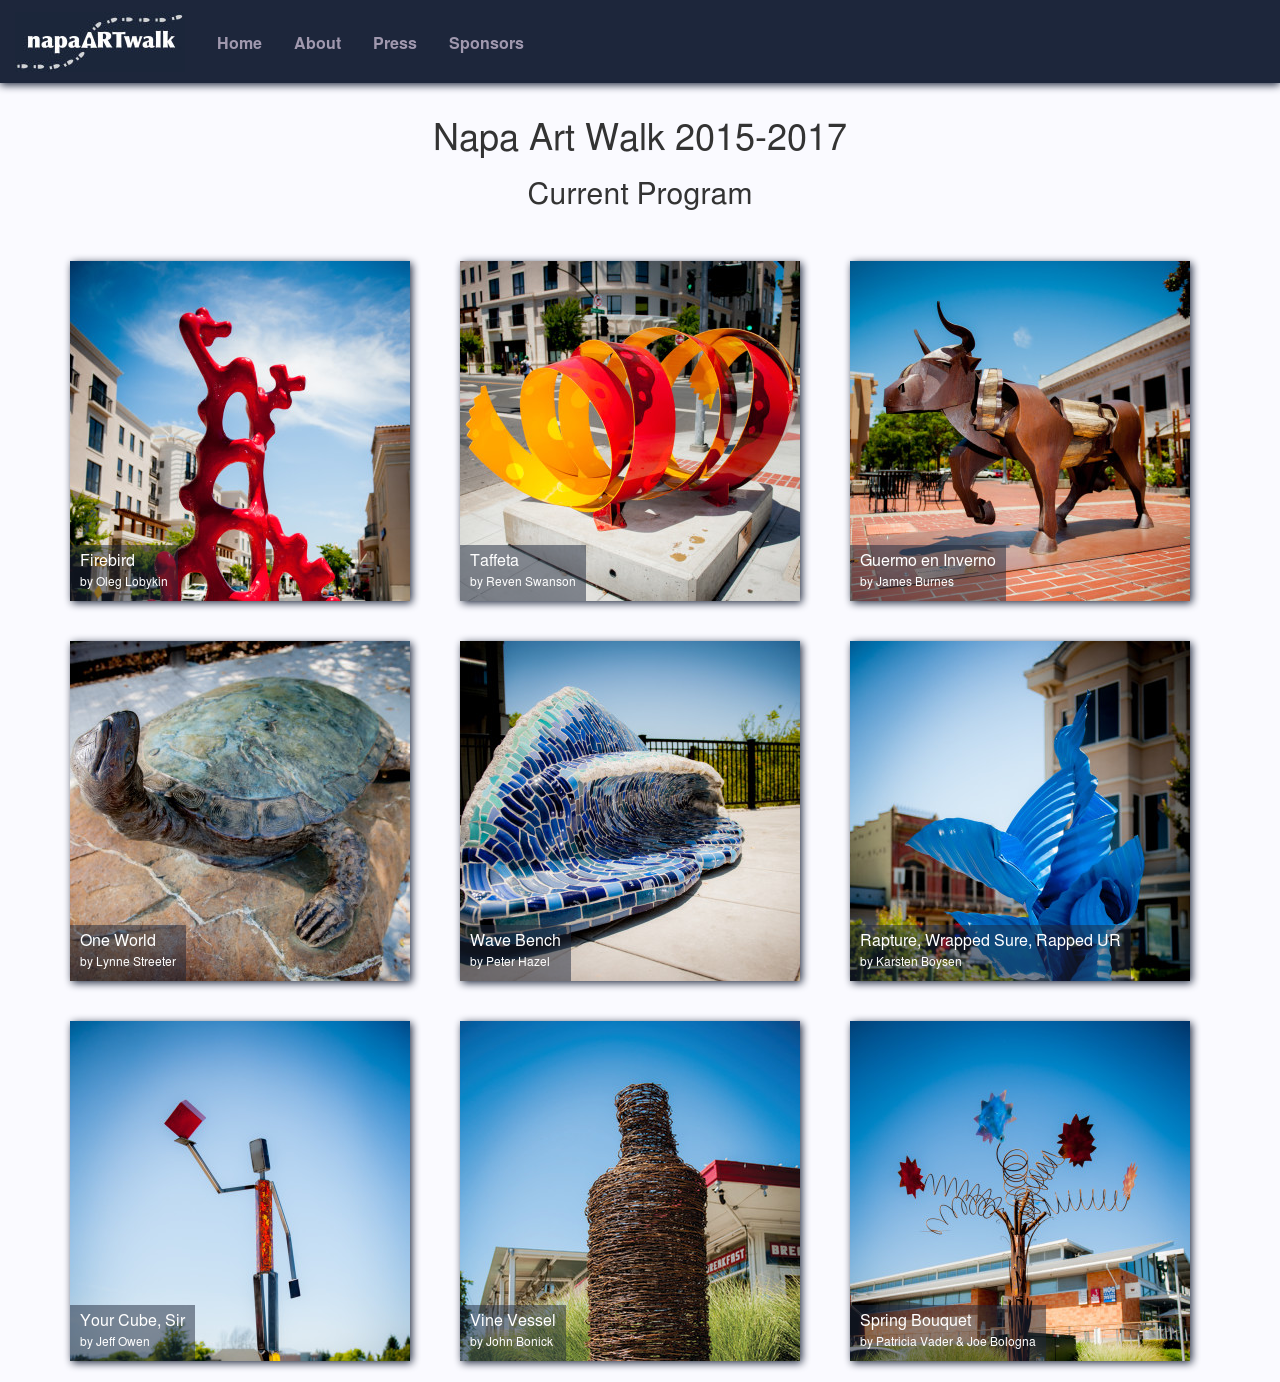 napaARTwalk
Home About Press Sponsors
Napa Art Walk 2015-2017
Current Program
Firebird
by Oleg Lobykin
Taffeta
by Reven Swanson
Guermo en Inverno
by James Burnes
One World
by Lynne Streeter
Wave Bench
by Peter Hazel
Rapture, Wrapped Sure, Rapped UR
by Karsten Boysen
Your Cube, Sir
by Jeff Owen
BREAKFAST
Vine Vessel
by John Bonick
Spring Bouquet
by Patricia Vader & Joe Bologna